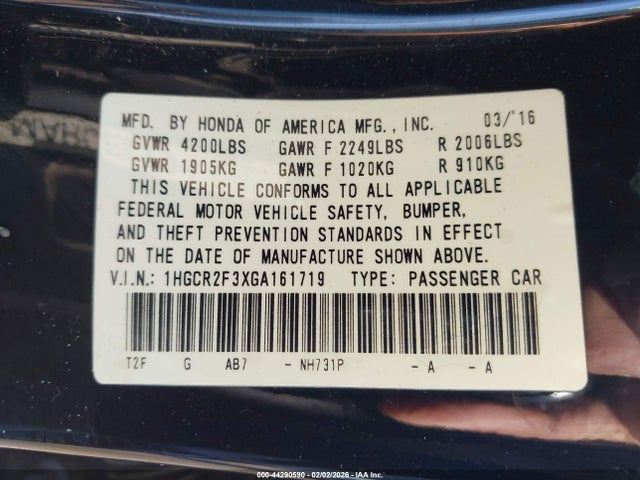 MFD. BY HONDA OF AMERICA MFG., INC. 03/'16
GVWR 4200LBS GAWR F 2249LBS R 2006LBS
GVWR 1905KG GAWR F 1020KG R 910KG
THIS VEHICLE CONFORMS TO ALL APPLICABLE
FEDERAL MOTOR VEHICLE SAFETY, BUMPER,
AND THEFT PREVENTION STANDARDS IN EFFECT
ON THE DATE OF MANUFACTURE SHOWN ABOVE.
V.I.N.: 1HGCR2F3XGA161719 TYPE: PASSENGER CAR
T2F G AB7 - NH731P - A - A
000-44290590 - 02/02/2026 - IAA Inc.